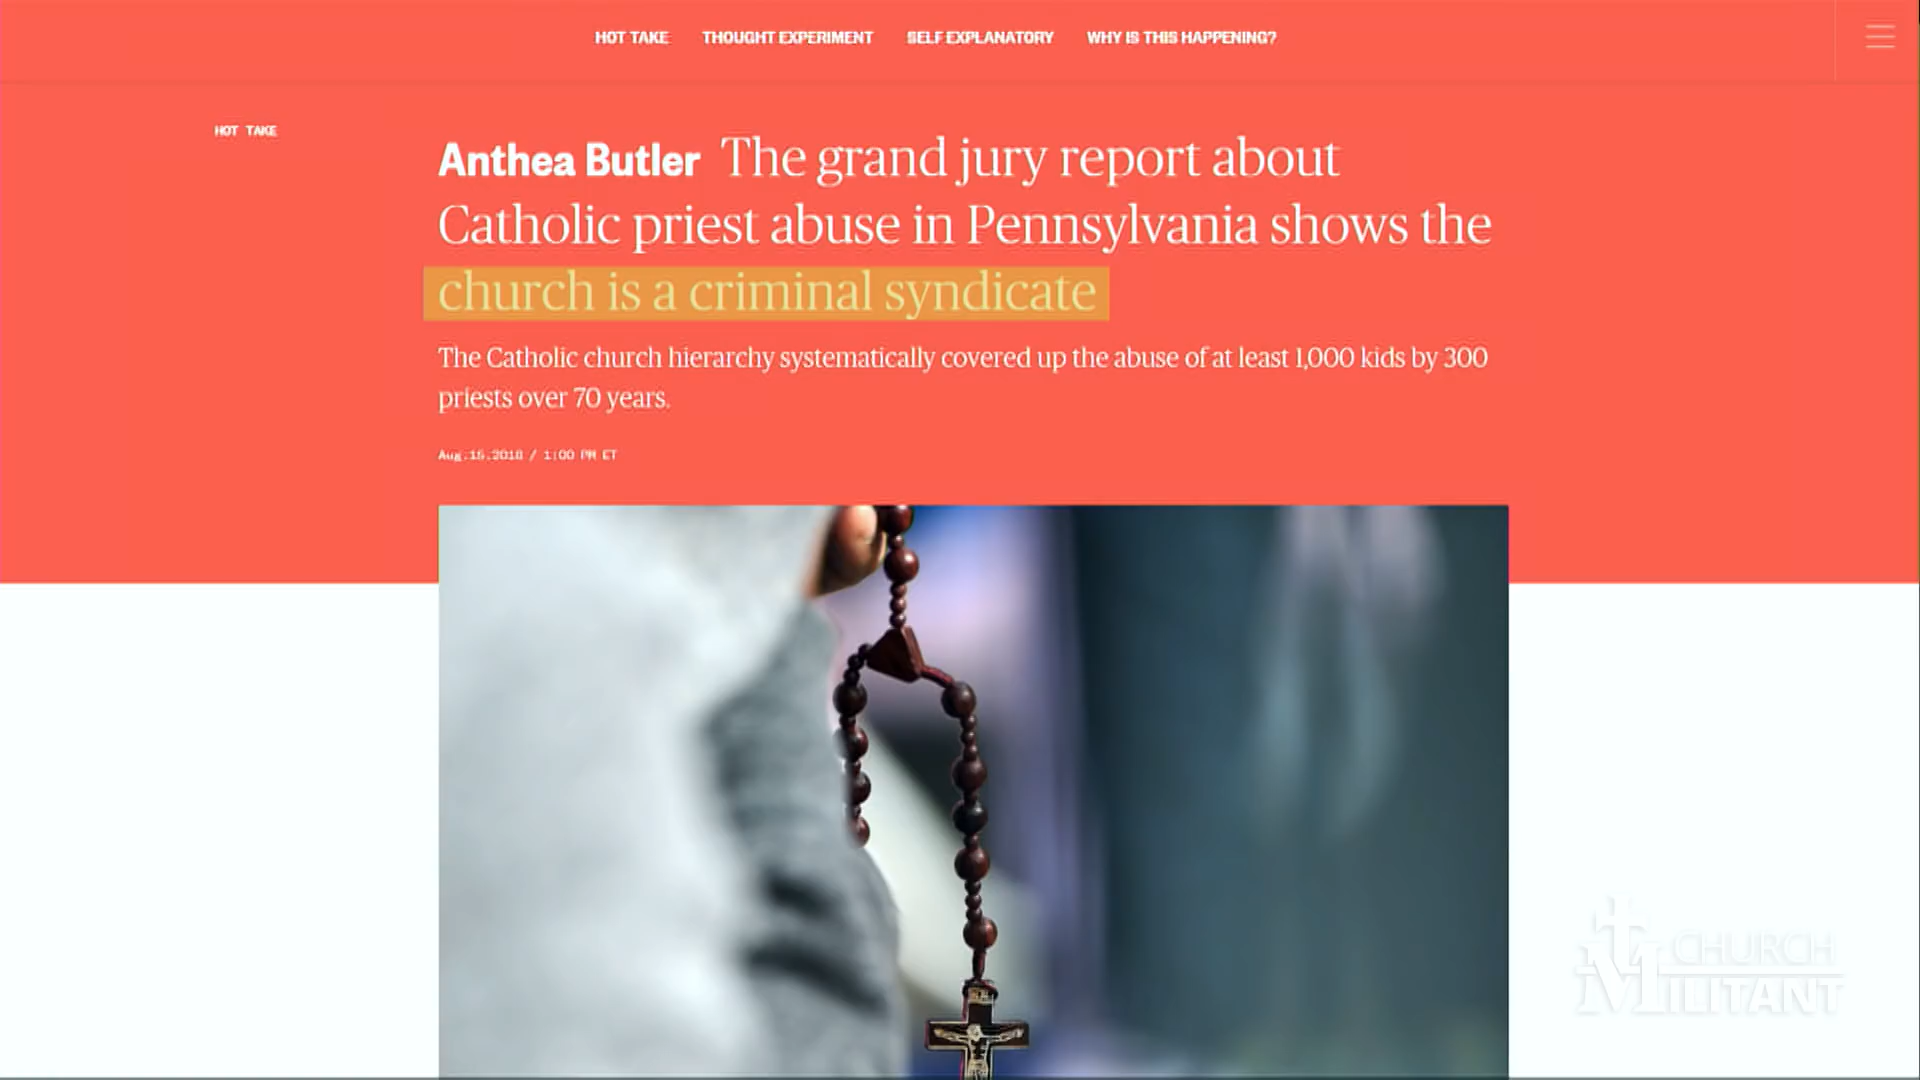 HOT TAKE THOUGHT EXPERIMENT SELF EXPLANATORY WHY IS THIS HAPPENING?
HOT TAKE
Anthea Butler The grand jury report about
Catholic priest abuse in Pennsylvania shows the
church is a criminal syndicate
The Catholic church hierarchy systematically covered up the abuse of at least 1,000 kids by 300
priests over 70 years.
Aug.15.2018 / 1:00 PM ET
CHURCH
MILITANT